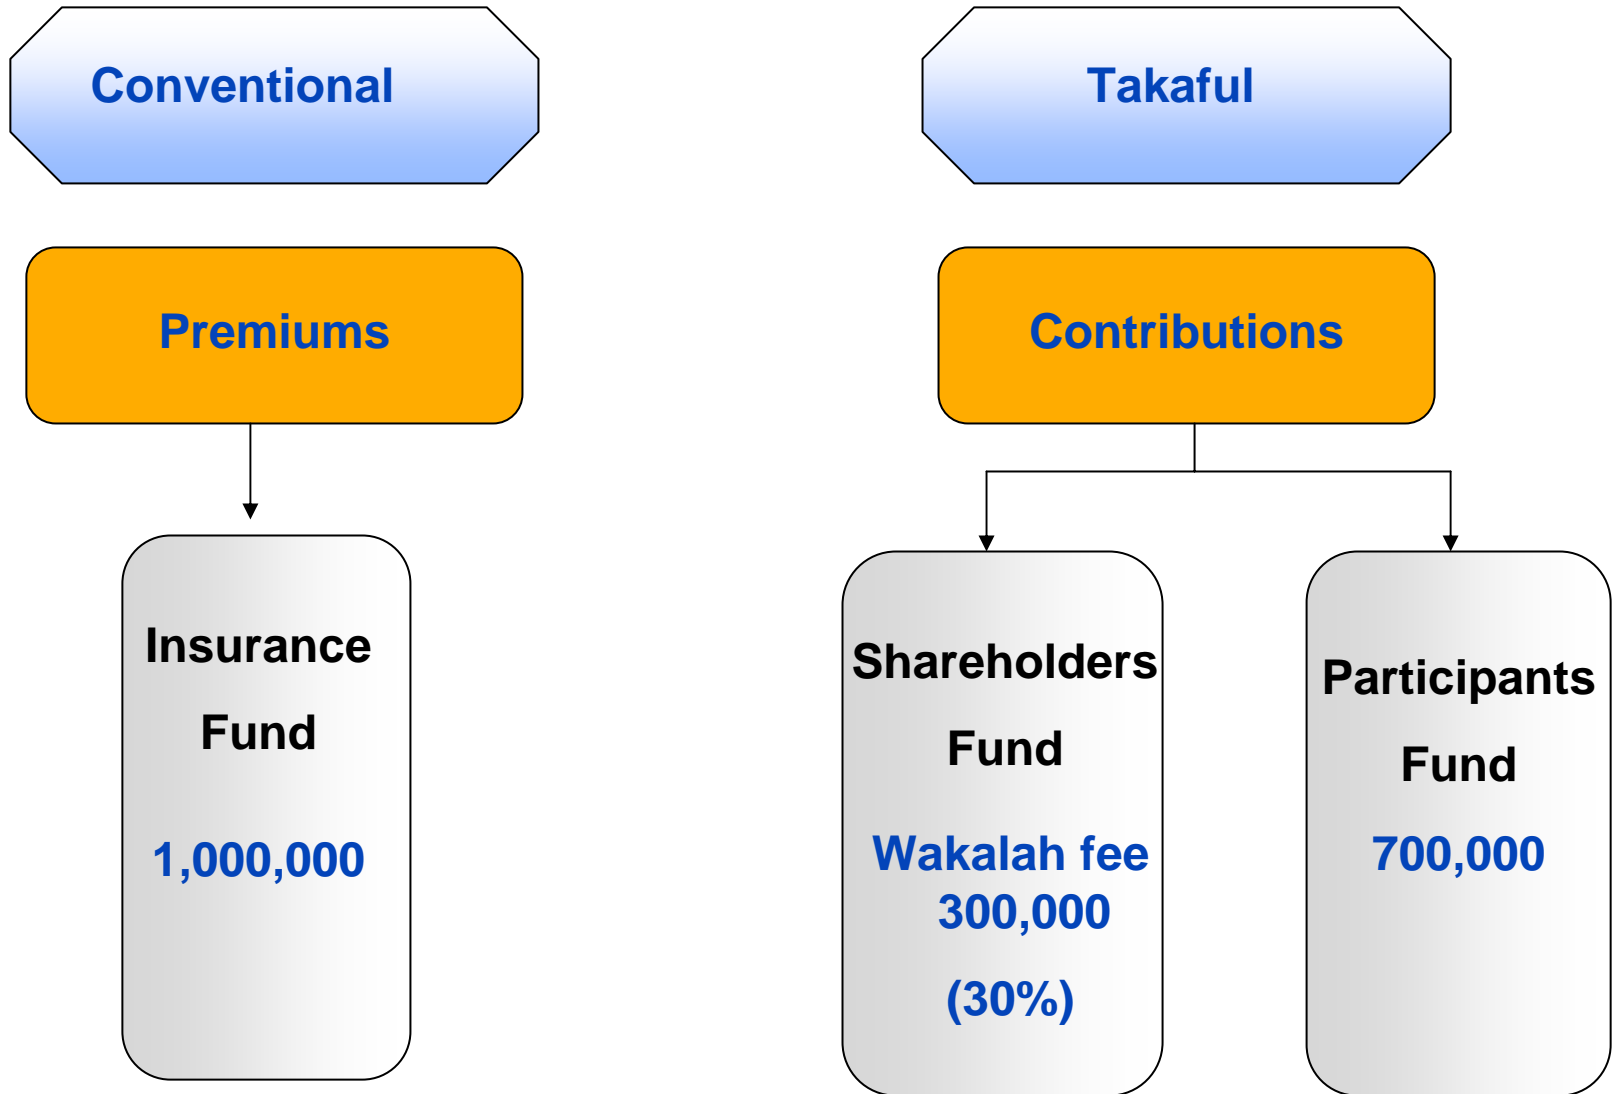 Conventional
Takaful
Premiums
Contributions
Insurance
Fund
1,000,000
Shareholders
Fund
Wakalah fee
300,000
(30%)
Participants
Fund
700,000